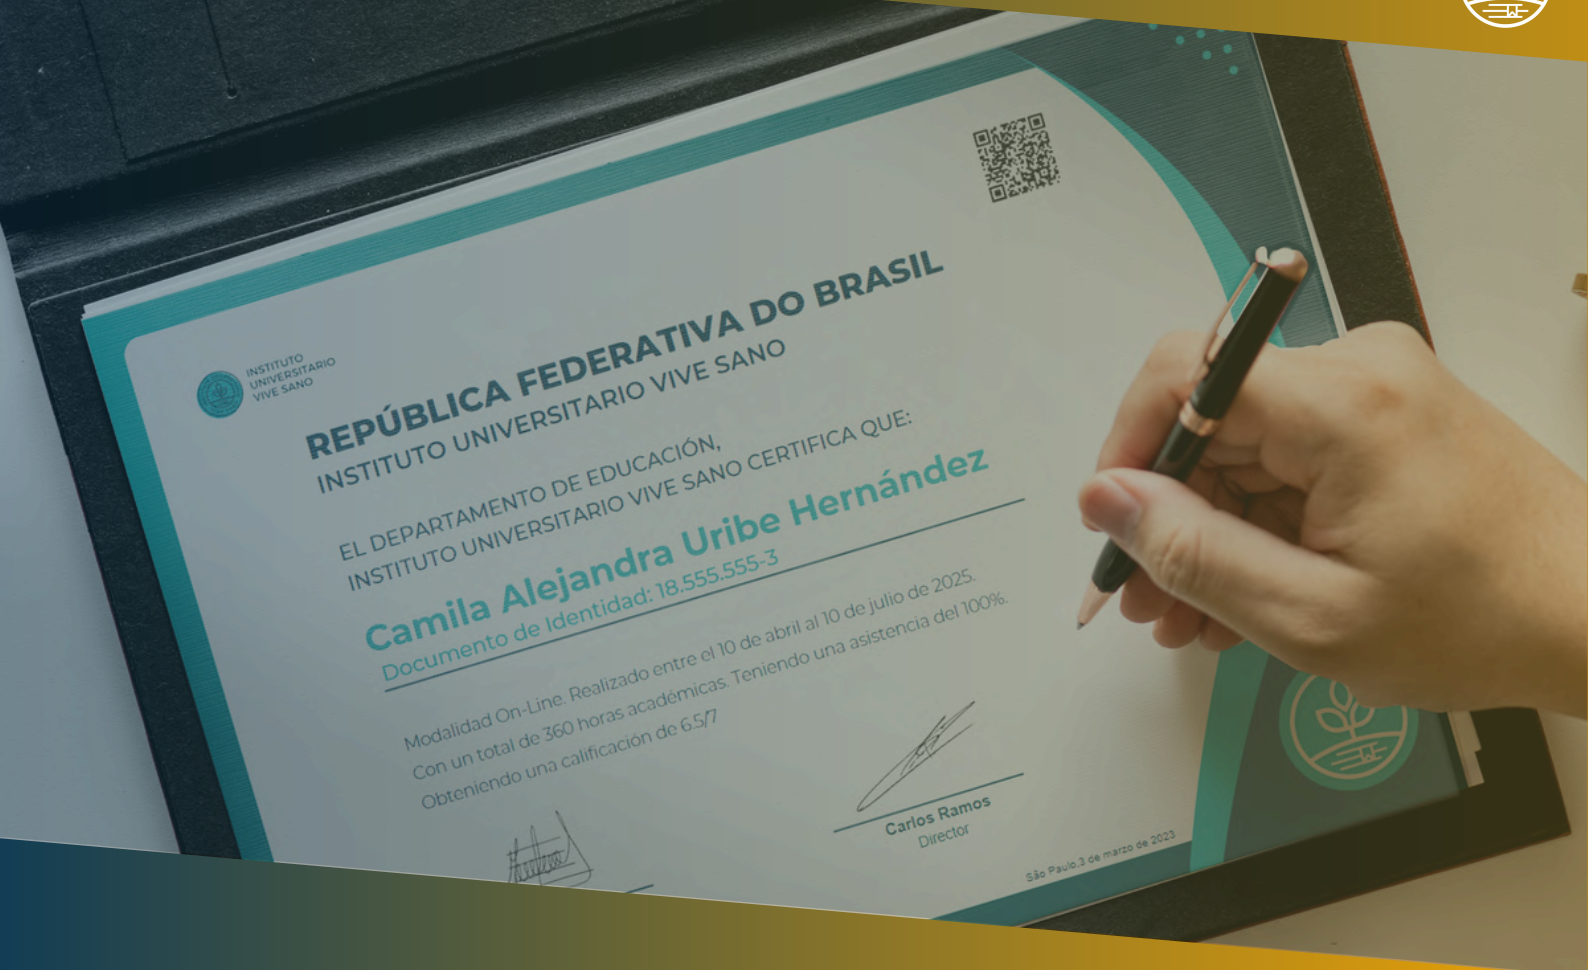 INSTITUTO
UNIVERSITARIO
VIVE SANO
REPÚBLICA FEDERATIVA DO BRASIL
INSTITUTO UNIVERSITARIO VIVE SANO
EL DEPARTAMENTO DE EDUCACIÓN,
INSTITUTO UNIVERSITARIO VIVE SANO CERTIFICA QUE:
Camila Alejandra Uribe Hernández
Documento de Identidad: 18.555.555-3
Modalidad On-Line. Realizado entre el 10 de abril al 10 de julio de 2025.
Con un total de 360 horas académicas. Teniendo una asistencia del 100%.
Obteniendo una calificación de 6.5/7
Carlos Ramos
Director
São Paulo,3 de marzo de 2023